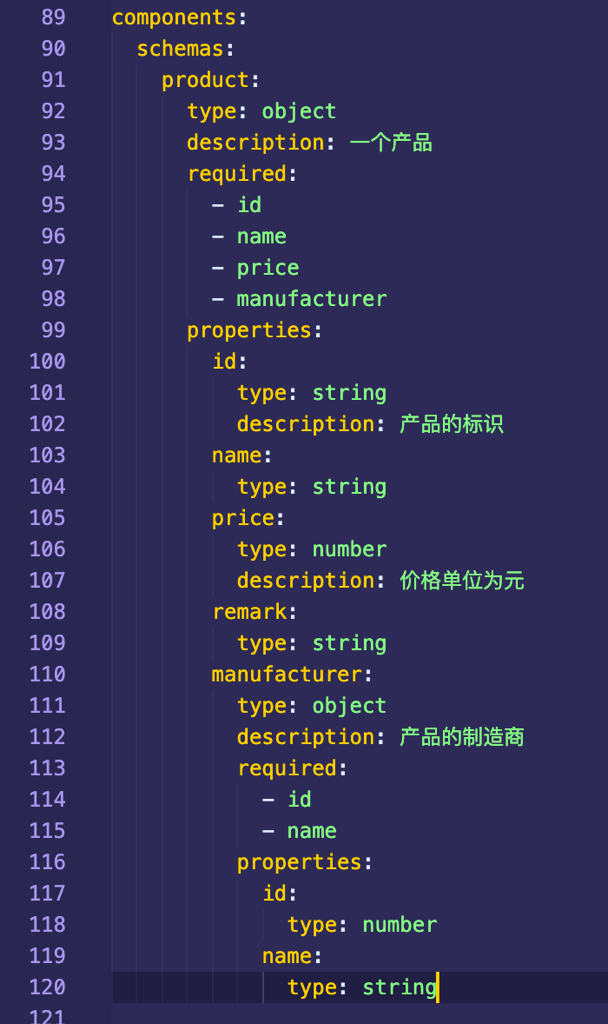 89 components:
90   schemas:
91     product:
92       type: object
93       description: 一个产品
94       required:
95         - id
96         - name
97         - price
98         - manufacturer
99       properties:
100         id:
101           type: string
102           description: 产品的标识
103         name:
104           type: string
105         price:
106           type: number
107           description: 价格单位为元
108         remark:
109           type: string
110         manufacturer:
111           type: object
112           description: 产品的制造商
113           required:
114             - id
115             - name
116           properties:
117             id:
118               type: number
119             name:
120               type: string
121